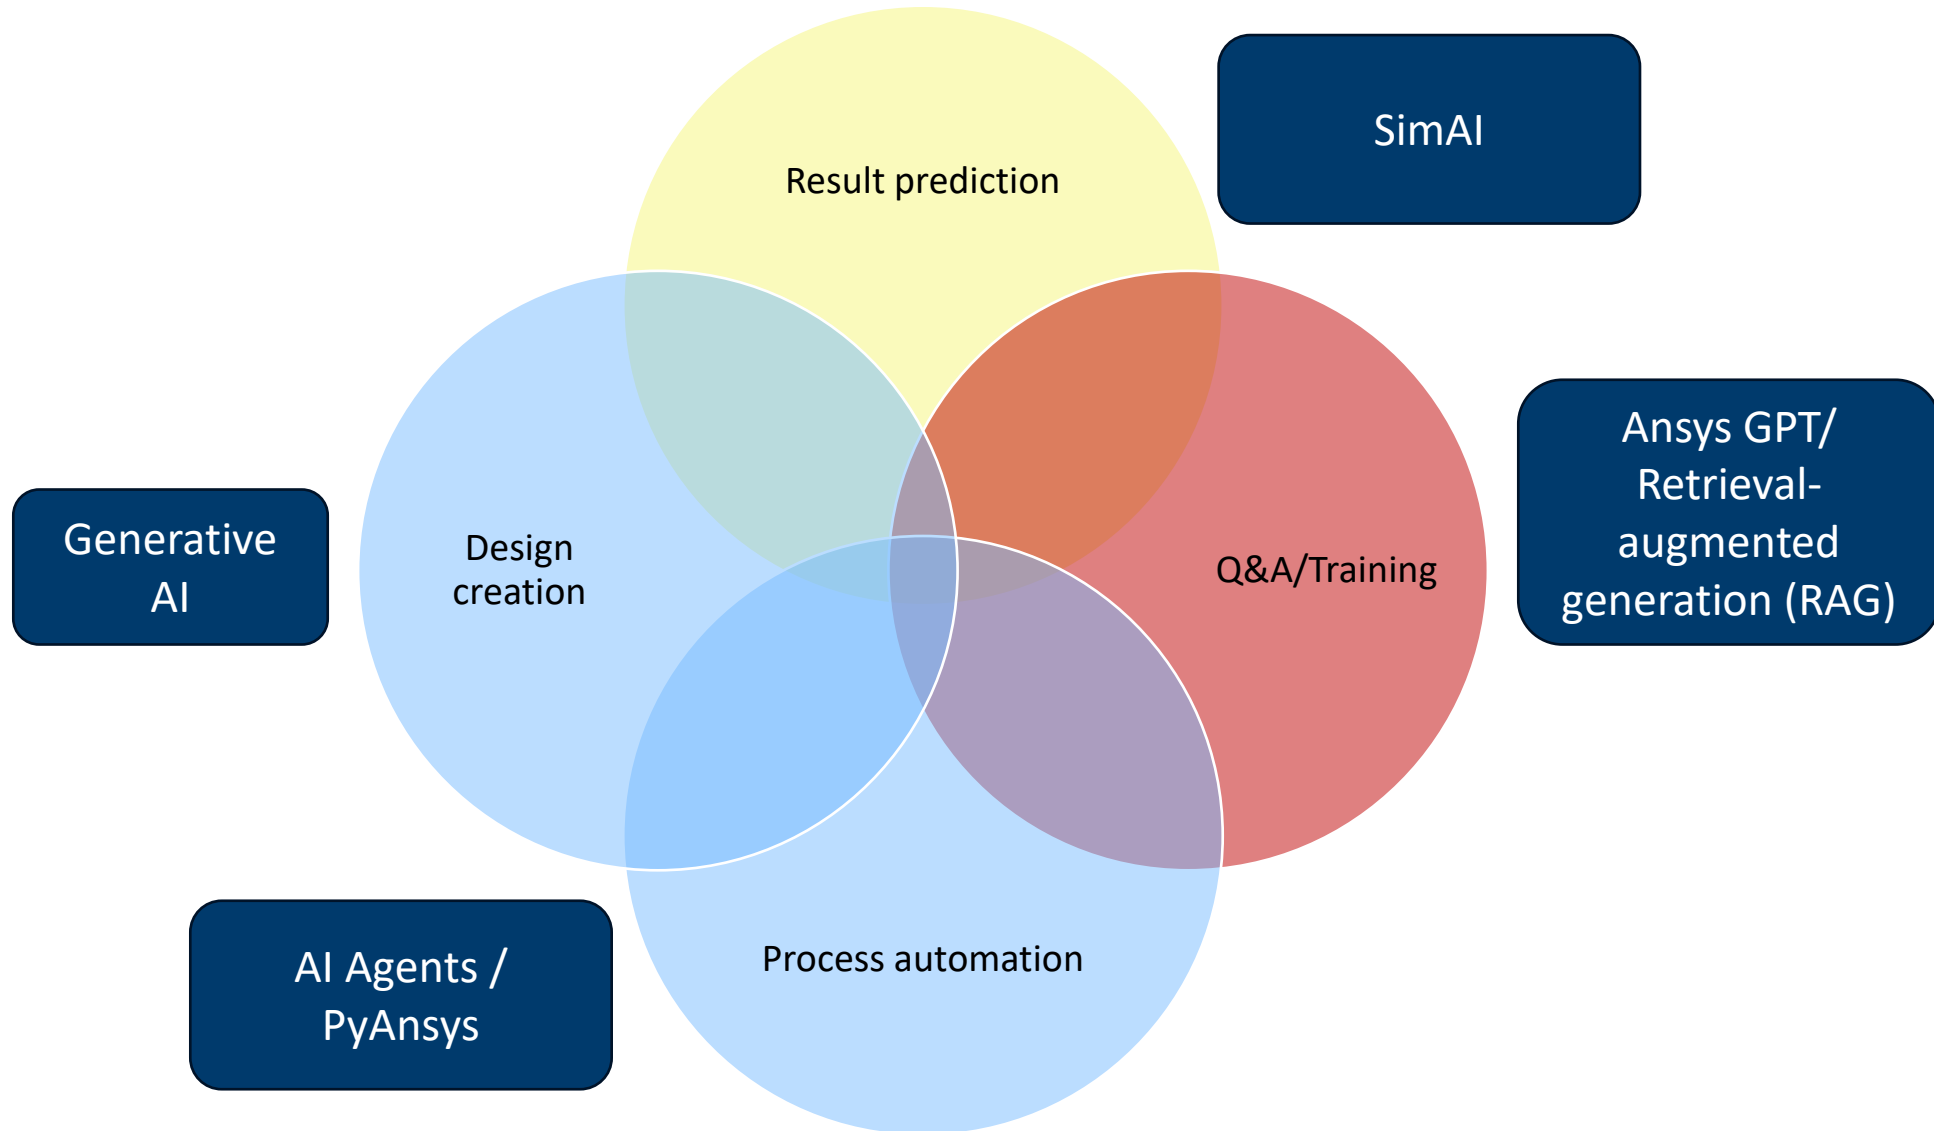 SimAI
Result prediction
Ansys GPT/
Retrieval-
augmented
generation (RAG)
Generative
AI
Design
creation
Q&A/Training
AI Agents /
PyAnsys
Process automation